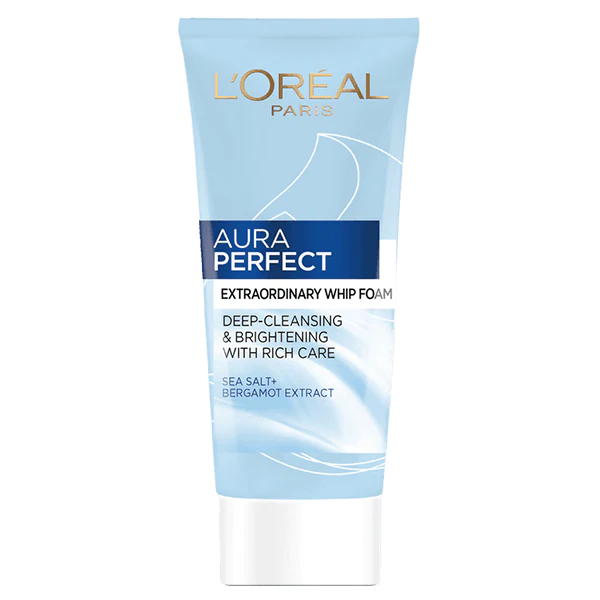 L'ORÉAL
PARIS
AURA
PERFECT
EXTRAORDINARY WHIP FOAM
DEEP-CLEANSING
& BRIGHTENING
WITH RICH CARE
SEA SALT+
BERGAMOT EXTRACT